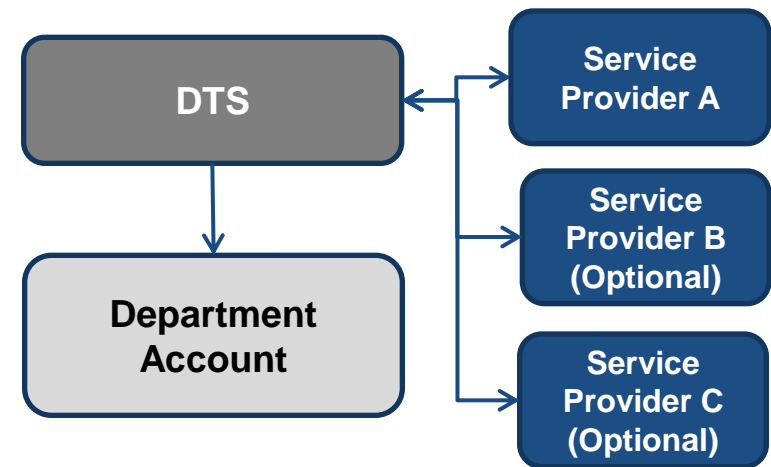 DTS
Department
Account
Service
Provider A
Service
Provider B
(Optional)
Service
Provider C
(Optional)